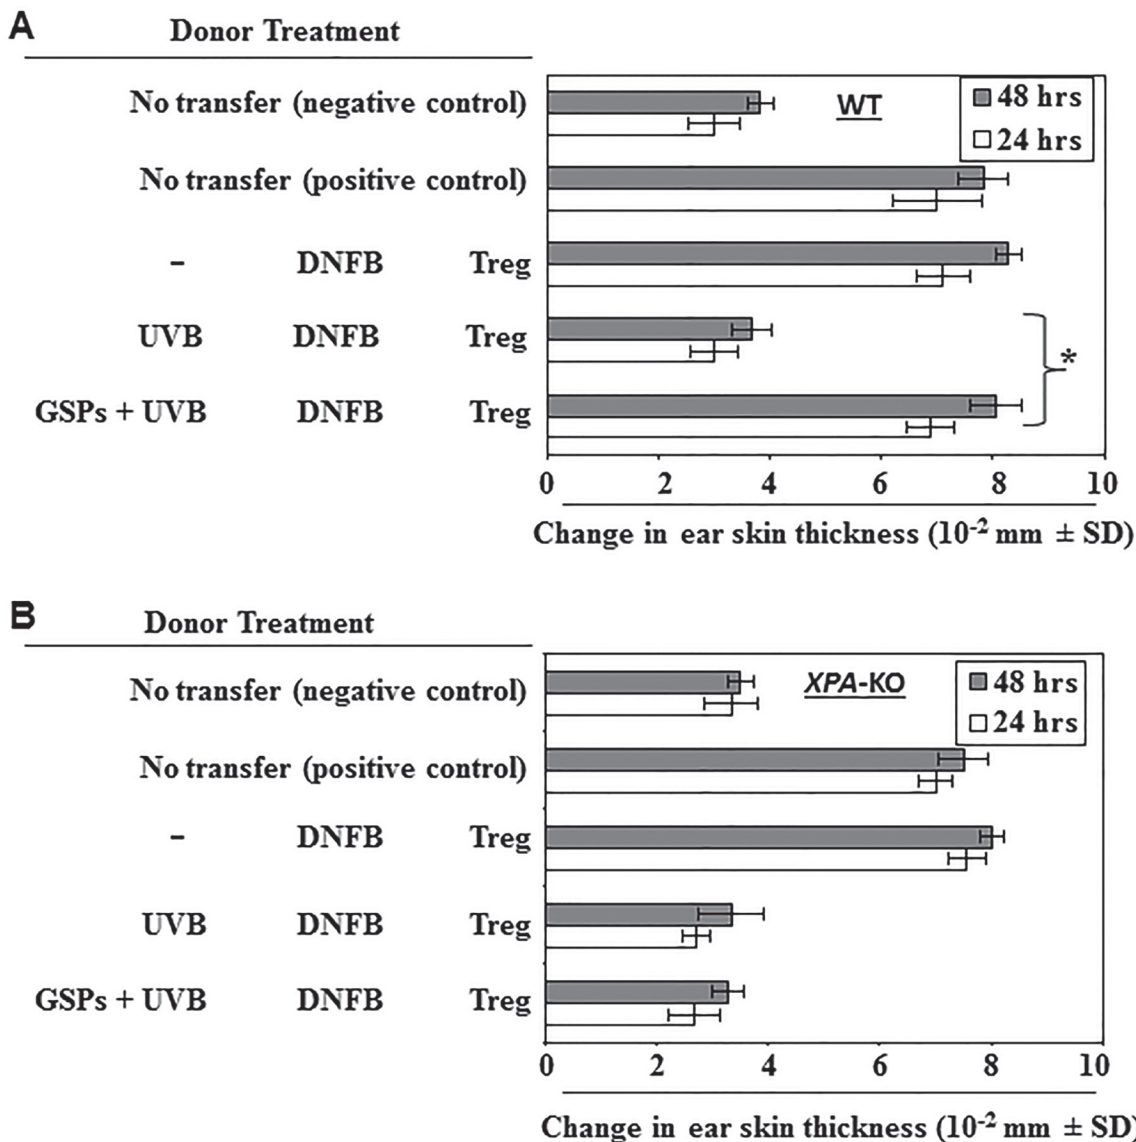 A
Donor Treatment
No transfer (negative control)
WT
48 hrs
24 hrs
No transfer (positive control)
– DNFB Treg
UVB DNFB Treg
*
GSPs + UVB DNFB Treg
0 2 4 6 8 10
Change in ear skin thickness (10⁻² mm ± SD)
B
Donor Treatment
No transfer (negative control)
XPA-KO
48 hrs
24 hrs
No transfer (positive control)
– DNFB Treg
UVB DNFB Treg
GSPs + UVB DNFB Treg
0 2 4 6 8 10
Change in ear skin thickness (10⁻² mm ± SD)